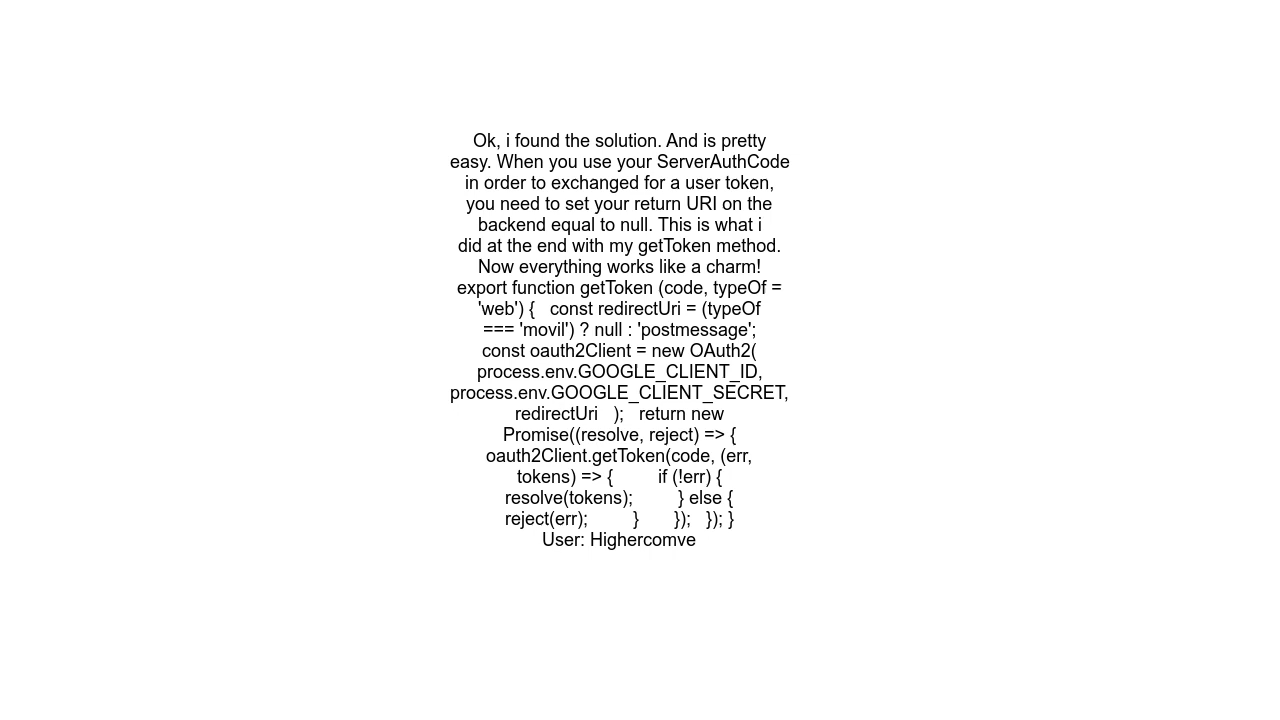 Ok, i found the solution. And is pretty
easy. When you use your ServerAuthCode
in order to exchanged for a user token,
you need to set your return URI on the
backend equal to null. This is what i
did at the end with my getToken method.
Now everything works like a charm!
export function getToken (code, typeOf =
'web') {   const redirectUri = (typeOf
=== 'movil') ? null : 'postmessage';
const oauth2Client = new OAuth2(
process.env.GOOGLE_CLIENT_ID,
process.env.GOOGLE_CLIENT_SECRET,
redirectUri   );   return new
Promise((resolve, reject) => {
oauth2Client.getToken(code, (err,
tokens) => {         if (!err) {
resolve(tokens);         } else {
reject(err);         }       });   }); }
User: Highercomve